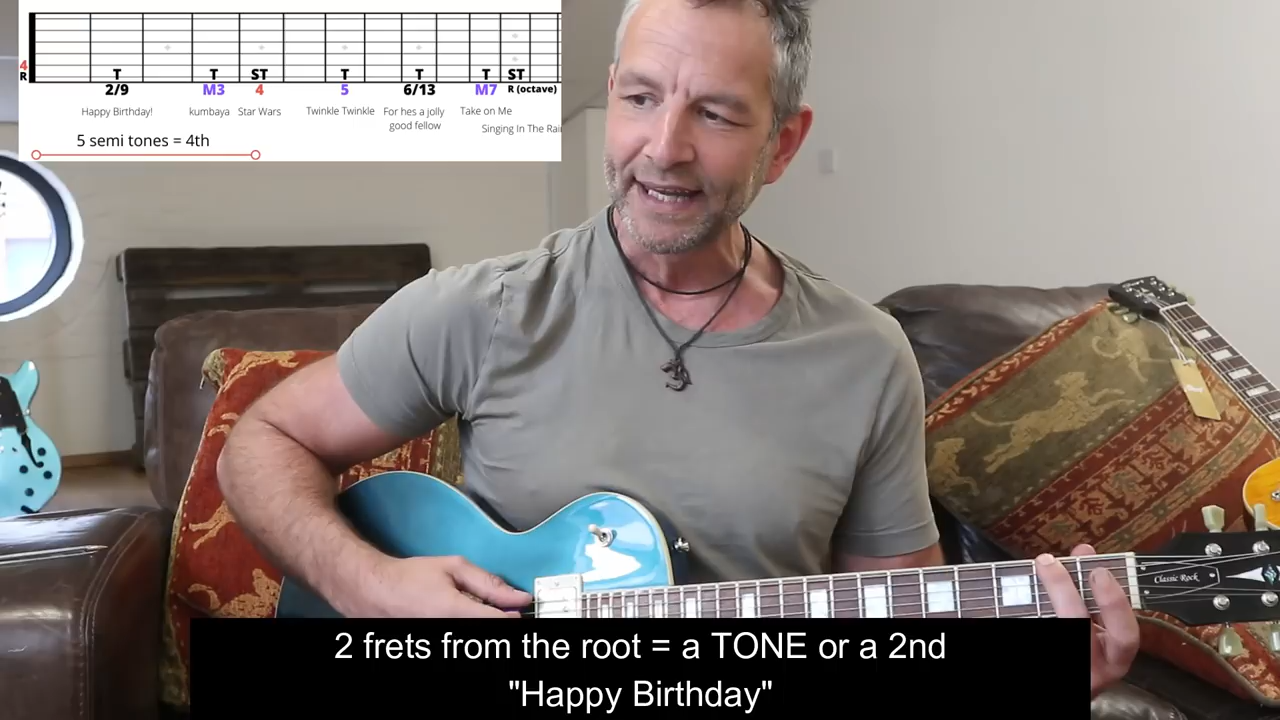 4
R
T T ST T T T ST
2/9 M3 4 5 6/13 M7 R (octave)
Happy Birthday! kumbaya Star Wars Twinkle Twinkle For hes a jolly good fellow Take on Me
Singing In The Rai
5 semi tones = 4th
Classic Rock
2 frets from the root = a TONE or a 2nd
"Happy Birthday"